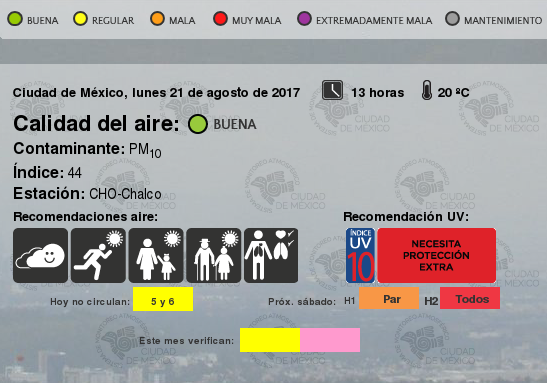 BUENA REGULAR MALA MUY MALA EXTREMADAMENTE MALA MANTENIMIENTO
Ciudad de México, lunes 21 de agosto de 2017 13 horas 20 ºC
Calidad del aire: BUENA
Contaminante: PM10
Índice: 44
Estación: CHO-Chalco
Recomendaciones aire: Recomendación UV:
ÍNDICE UV 10
NECESITA
PROTECCIÓN
EXTRA
Hoy no circulan: 5 y 6 Próx. sábado: H1 Par H2 Todos
Este mes verifican:
CIUDAD
DE MÉXICO